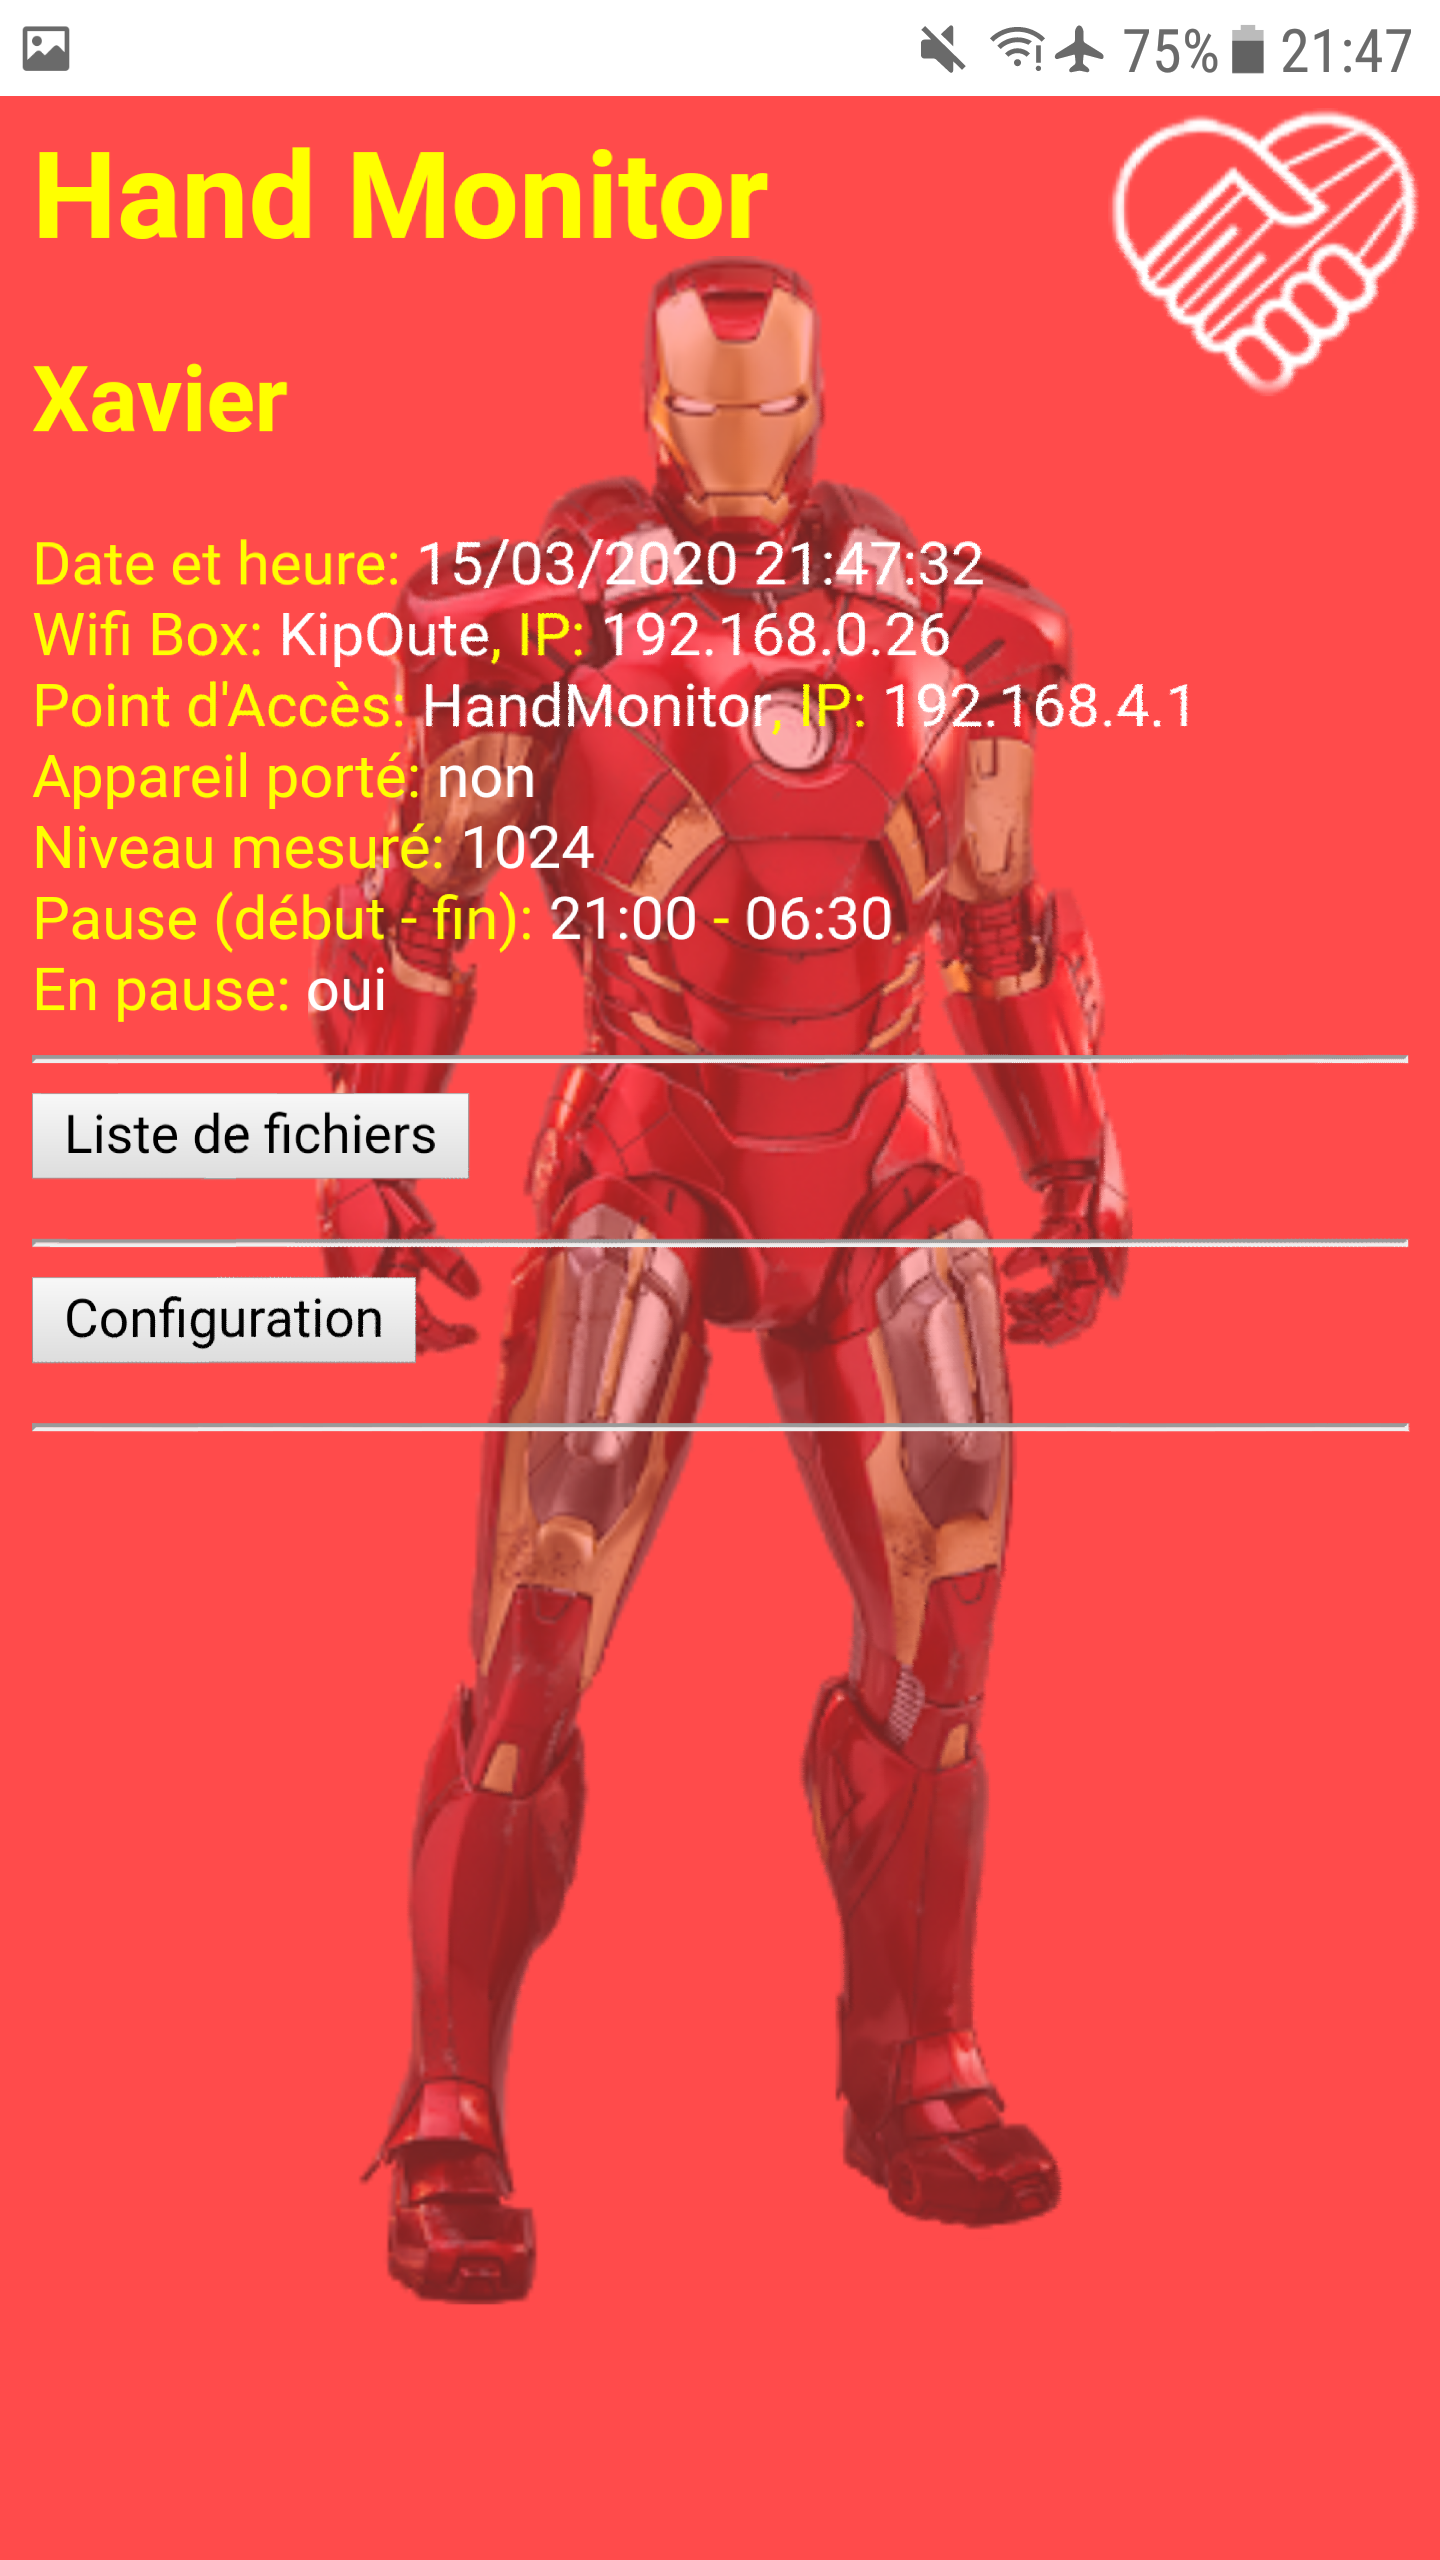 75% 21:47
Hand Monitor
Xavier
Date et heure: 15/03/2020 21:47:32
Wifi Box: KipOute, IP: 192.168.0.26
Point d'Accès: HandMonitor, IP: 192.168.4.1
Appareil porté: non
Niveau mesuré: 1024
Pause (début - fin): 21:00 - 06:30
En pause: oui
Liste de fichiers
Configuration